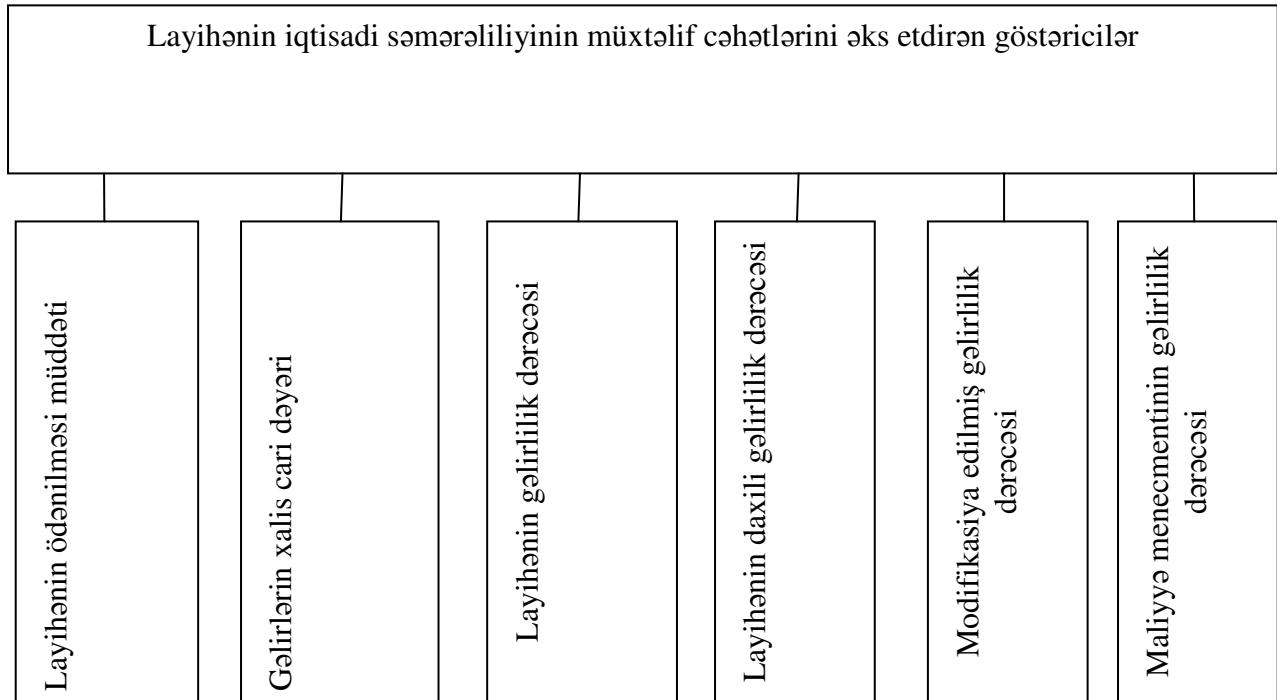 Layihənin iqtisadi səmərəliliyinin müxtəlif cəhətlərini əks etdirən göstəricilər
Layihənin ödənilməsi müddəti
Gəlirlərin xalis cari dəyəri
Layihənin gəlirlilik dərəcəsi
Layihənin daxili gəlirlilik dərəcəsi
Modifikasiya edilmiş gəlirlilik
dərəcəsi
Maliyyə menecmentinin gəlirlilik
dərəcəsi